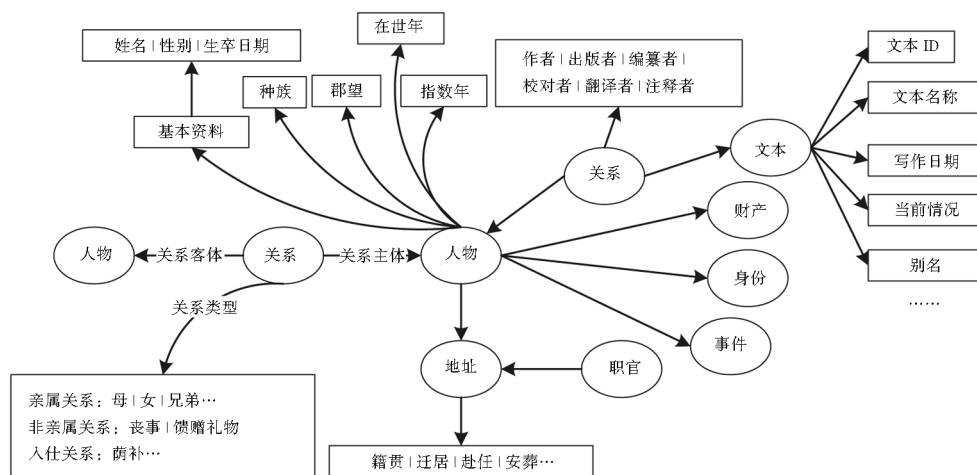 在世年
姓名|性别|生卒日期
作者|出版者|编纂者|
校对者|翻译者|注释者
文本 ID
种族
郡望
指数年
文本名称
基本资料
关系
文本
写作日期
财产
当前情况
人物
关系客体
关系
关系主体
人物
身份
别名
……
关系类型
事件
地址
职官
亲属关系：母|女|兄弟…
非亲属关系：丧事|馈赠礼物
入仕关系：荫补…
籍贯|迁居|赴任|安葬…